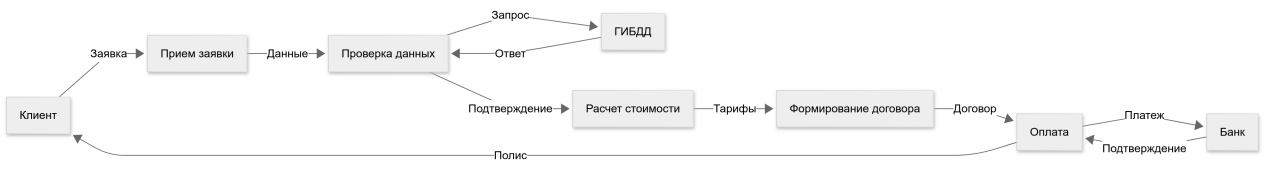 Запрос
ГИБДД
Заявка
Прием заявки
Данные
Проверка данных
Ответ
Клиент
Подтверждение
Расчет стоимости
Тарифы
Формирование договора
Договор
Оплата
Платеж
Банк
Подтверждение
Полис